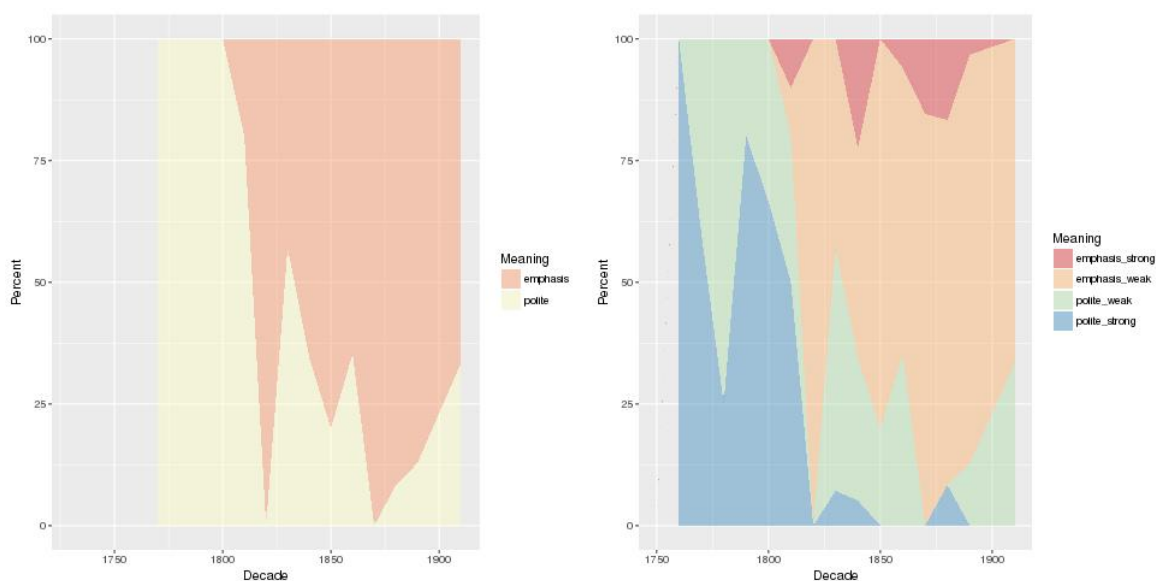 100
75
50
25
0
Percent
1750
1800
1850
1900
Decade
Meaning
emphasis
polite
100
75
50
25
0
Percent
1750
1800
1850
1900
Decade
Meaning
emphasis_strong
emphasis_weak
polite_weak
polite_strong